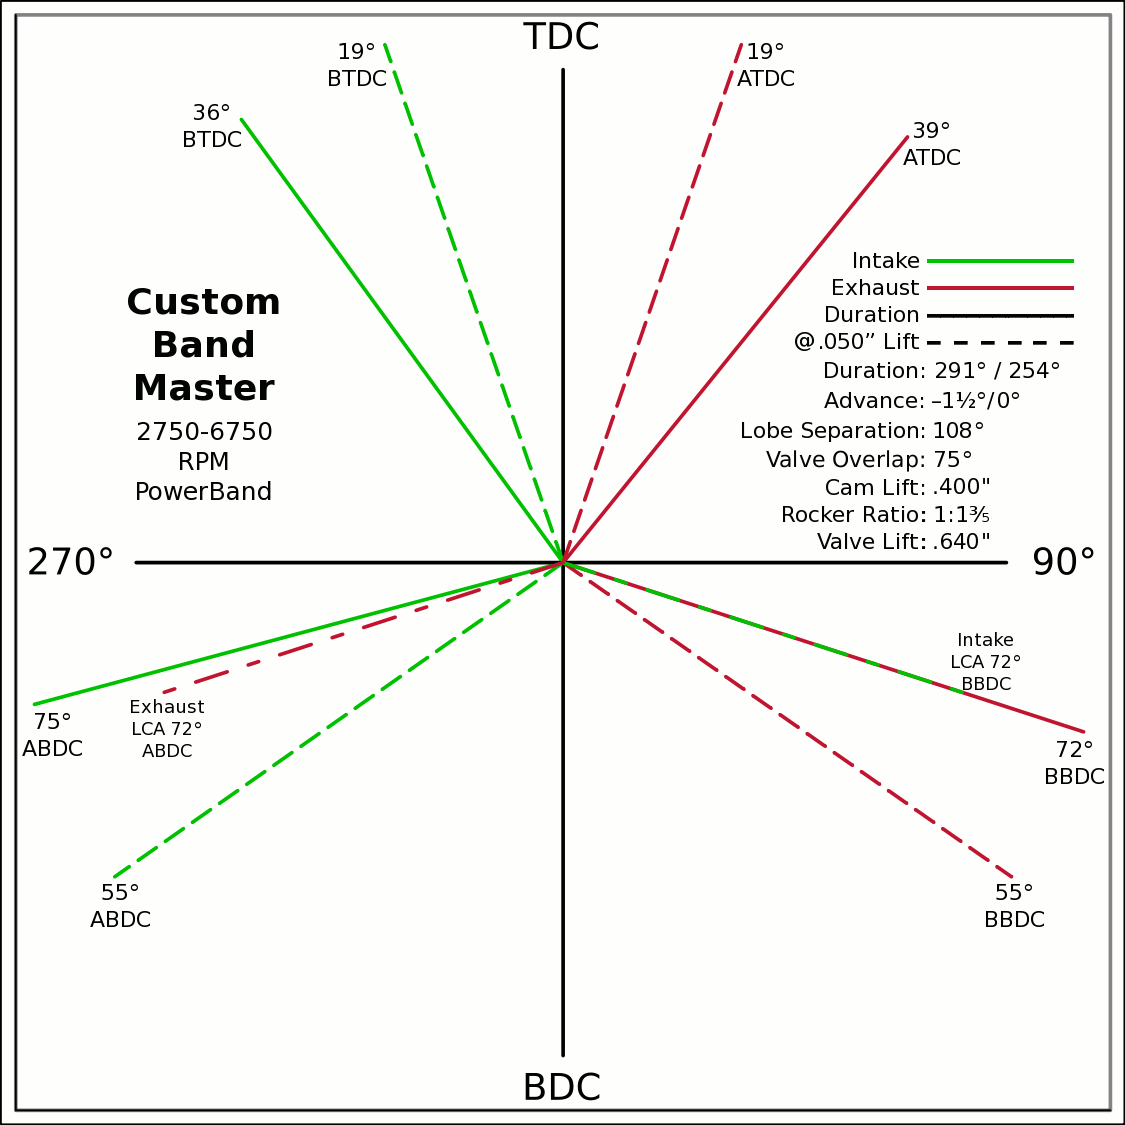 TDC
19°
BTDC
19°
ATDC
36°
BTDC
39°
ATDC
Custom
Band
Master
2750-6750
RPM
PowerBand
Intake
Exhaust
Duration
@.050” Lift
Duration: 291° / 254°
Advance: –1½°/0°
Lobe Separation: 108°
Valve Overlap: 75°
Cam Lift: .400"
Rocker Ratio: 1:1⅗
Valve Lift: .640"
270°
90°
Intake
LCA 72°
BBDC
75°
ABDC
Exhaust
LCA 72°
ABDC
72°
BBDC
55°
ABDC
55°
BBDC
BDC